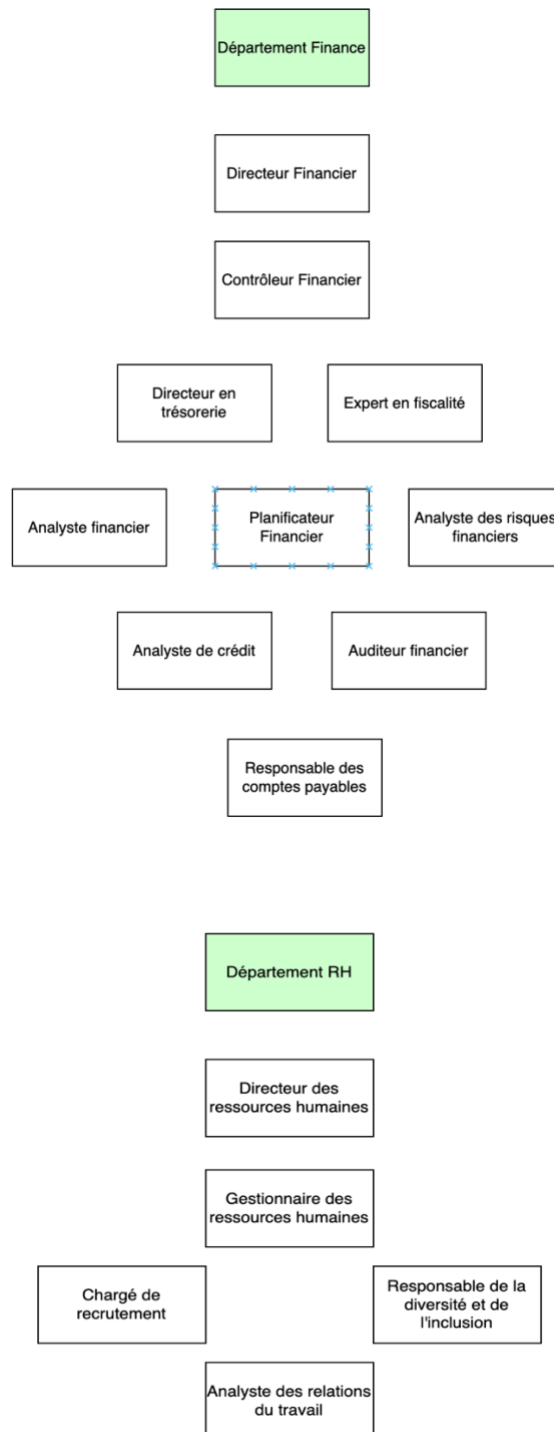 Département Finance
Directeur Financier
Contrôleur Financier
Directeur en
trésorerie
Expert en fiscalité
Analyste financier
Planificateur
Financier
Analyste des risques
financiers
Analyste de crédit
Auditeur financier
Responsable des
comptes payables
Département RH
Directeur des
ressources humaines
Gestionnaire des
ressources humaines
Chargé de
recrutement
Responsable de la
diversité et de
l'inclusion
Analyste des relations
du travail